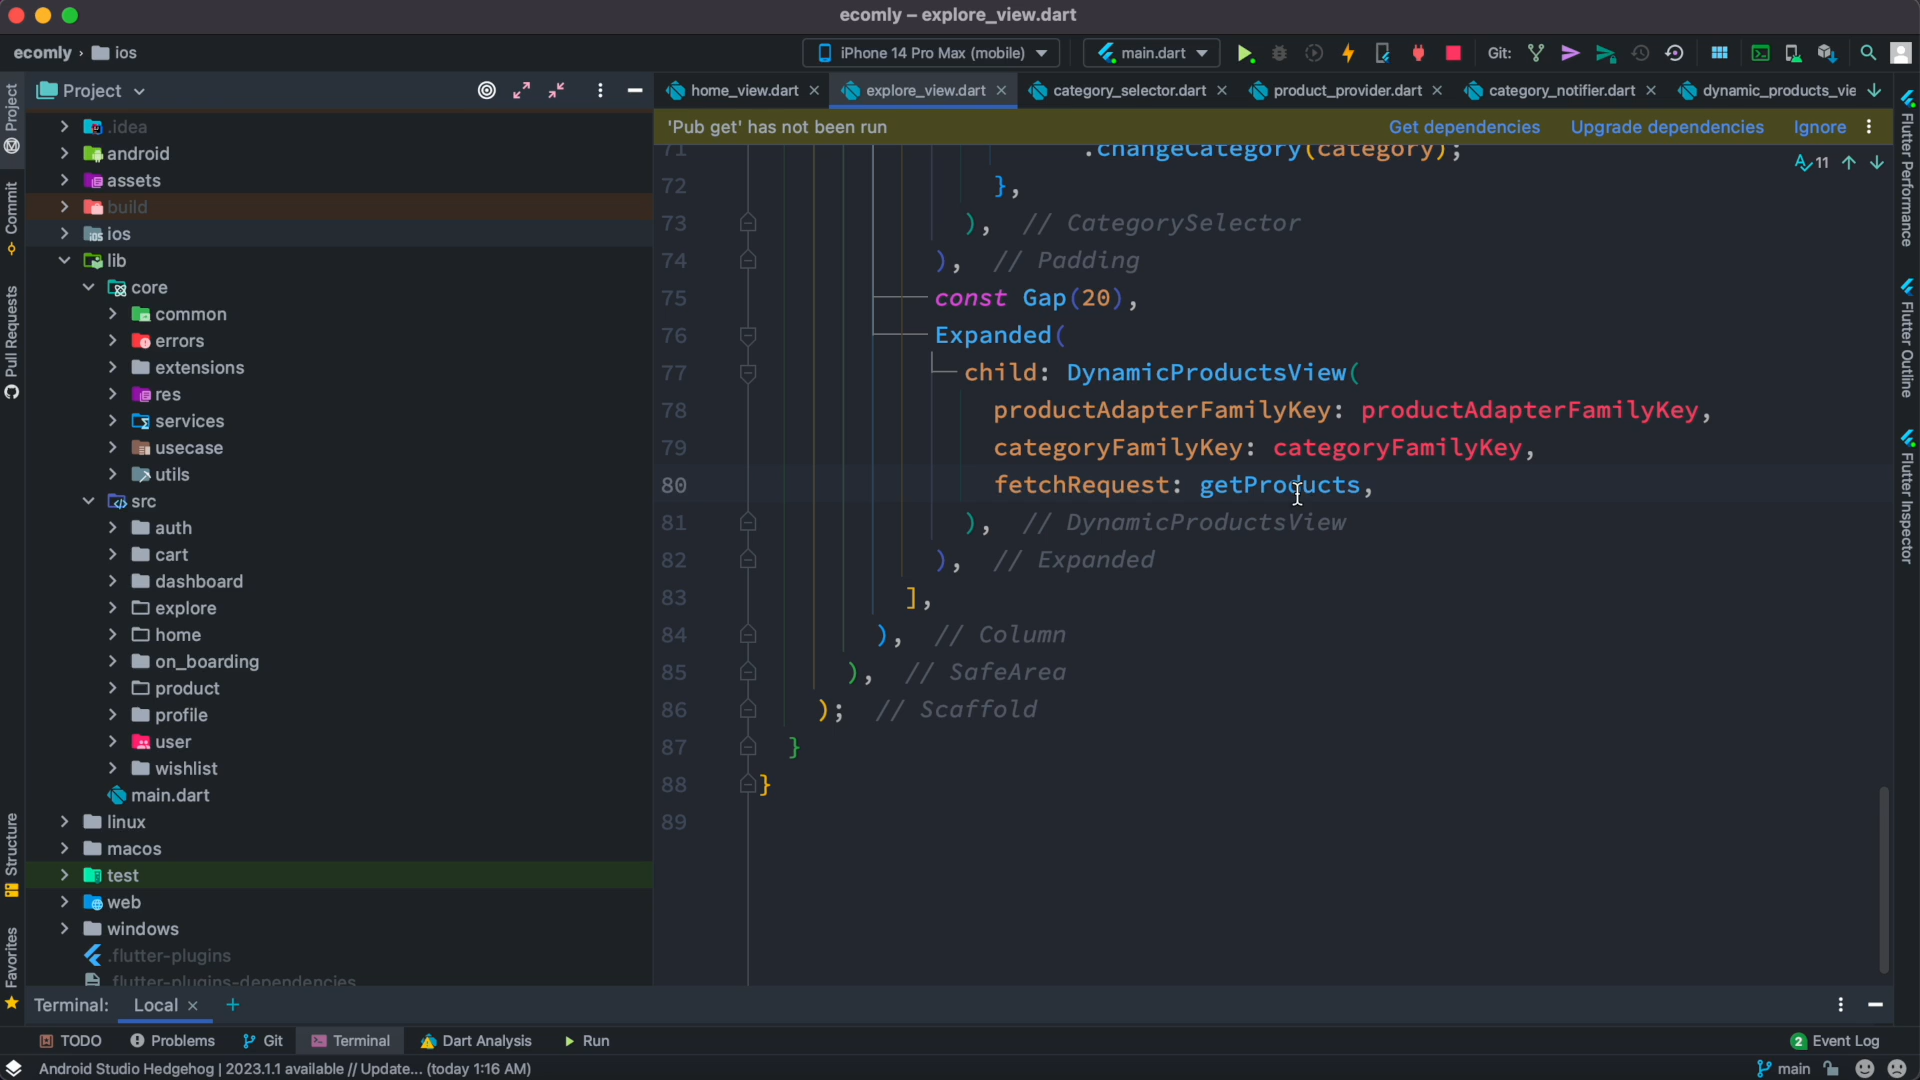 ecomly – explore_view.dart
ecomly › ios
iPhone 14 Pro Max (mobile)
main.dart
Git:
Project
home_view.dart
explore_view.dart
category_selector.dart
product_provider.dart
category_notifier.dart
dynamic_products_vie
'Pub get' has not been run
Get dependencies
Upgrade dependencies
Ignore
Project
Commit
Pull Requests
Structure
Favorites
.idea
android
assets
build
ios
lib
core
common
errors
extensions
res
services
usecase
utils
src
auth
cart
dashboard
explore
home
on_boarding
product
profile
user
wishlist
main.dart
linux
macos
test
web
windows
.flutter-plugins
.flutter-plugins-dependencies
71 .changeCategory(category);
11
72 },
73 ), // CategorySelector
74 ), // Padding
75 const Gap(20),
76 Expanded(
77 child: DynamicProductsView(
78 productAdapterFamilyKey: productAdapterFamilyKey,
79 categoryFamilyKey: categoryFamilyKey,
80 fetchRequest: getProducts,
81 ), // DynamicProductsView
82 ), // Expanded
83 ],
84 ), // Column
85 ), // SafeArea
86 ); // Scaffold
87 }
88 }
89
Flutter Performance
Flutter Outline
Flutter Inspector
Terminal:
Local
TODO
Problems
Git
Terminal
Dart Analysis
Run
2 Event Log
Android Studio Hedgehog | 2023.1.1 available // Update... (today 1:16 AM)
main